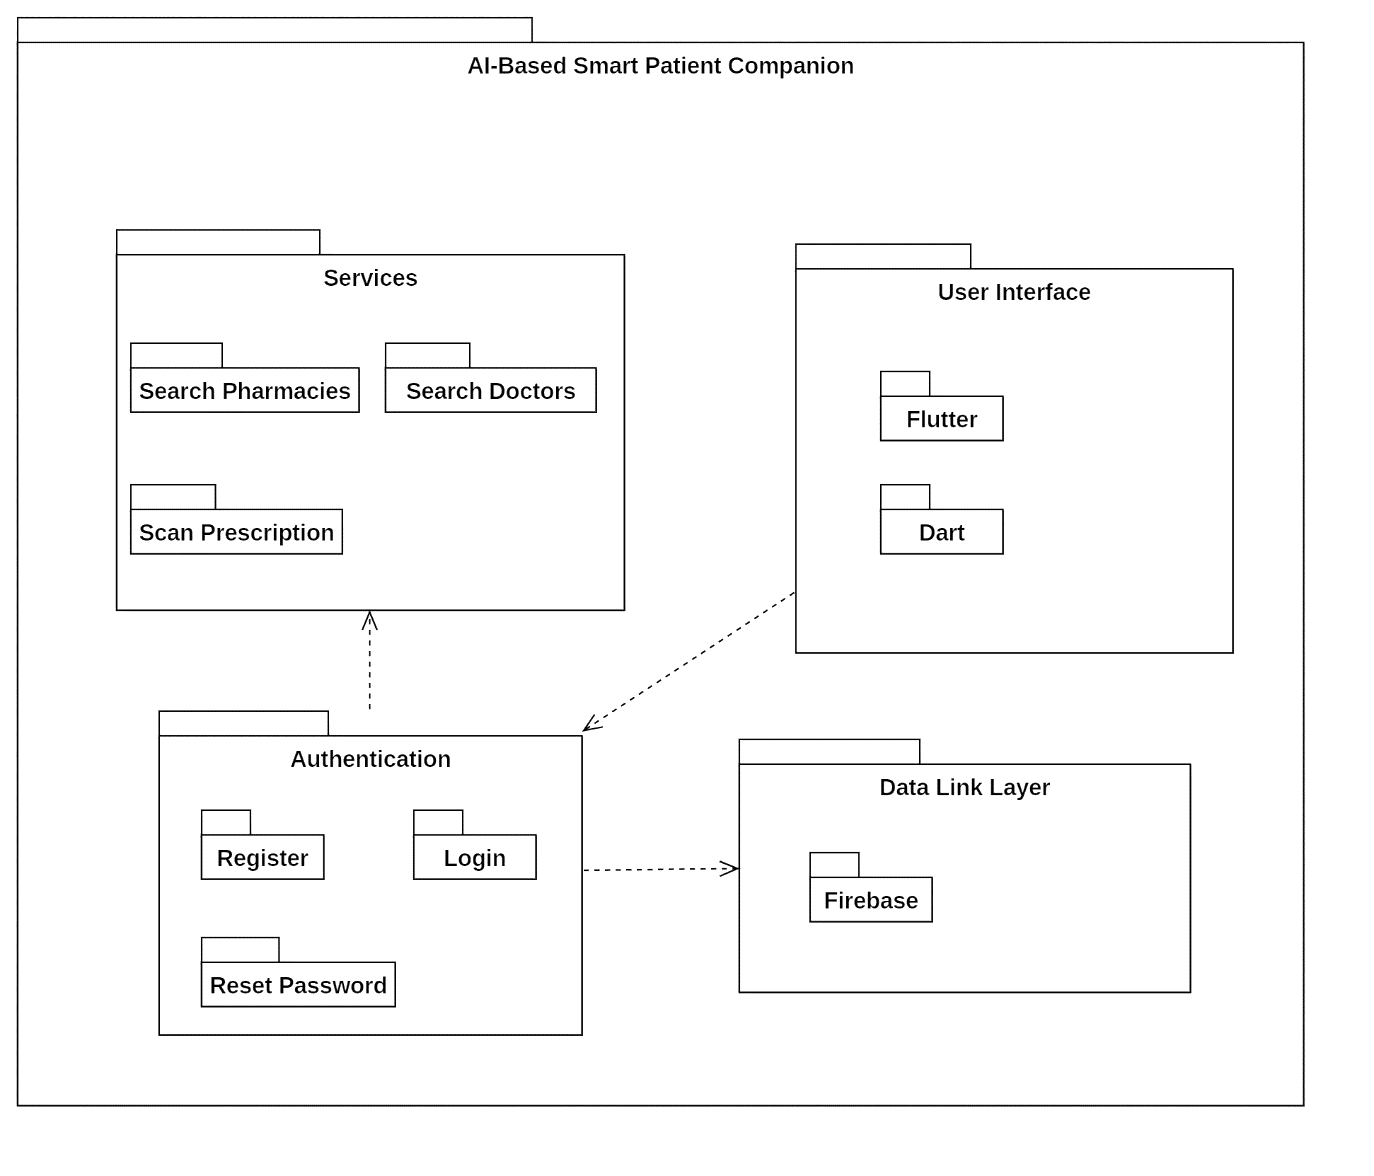 AI-Based Smart Patient Companion
Services
Search Pharmacies
Search Doctors
Scan Prescription
User Interface
Flutter
Dart
Authentication
Register
Login
Reset Password
Data Link Layer
Firebase